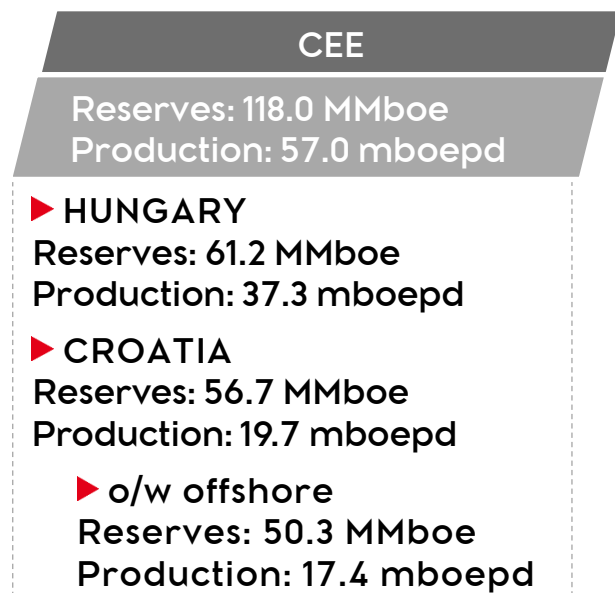 CEE
Reserves: 118.0 MMboe
Production: 57.0 mboepd
HUNGARY
Reserves: 61.2 MMboe
Production: 37.3 mboepd
CROATIA
Reserves: 56.7 MMboe
Production: 19.7 mboepd
o/w offshore
Reserves: 50.3 MMboe
Production: 17.4 mboepd